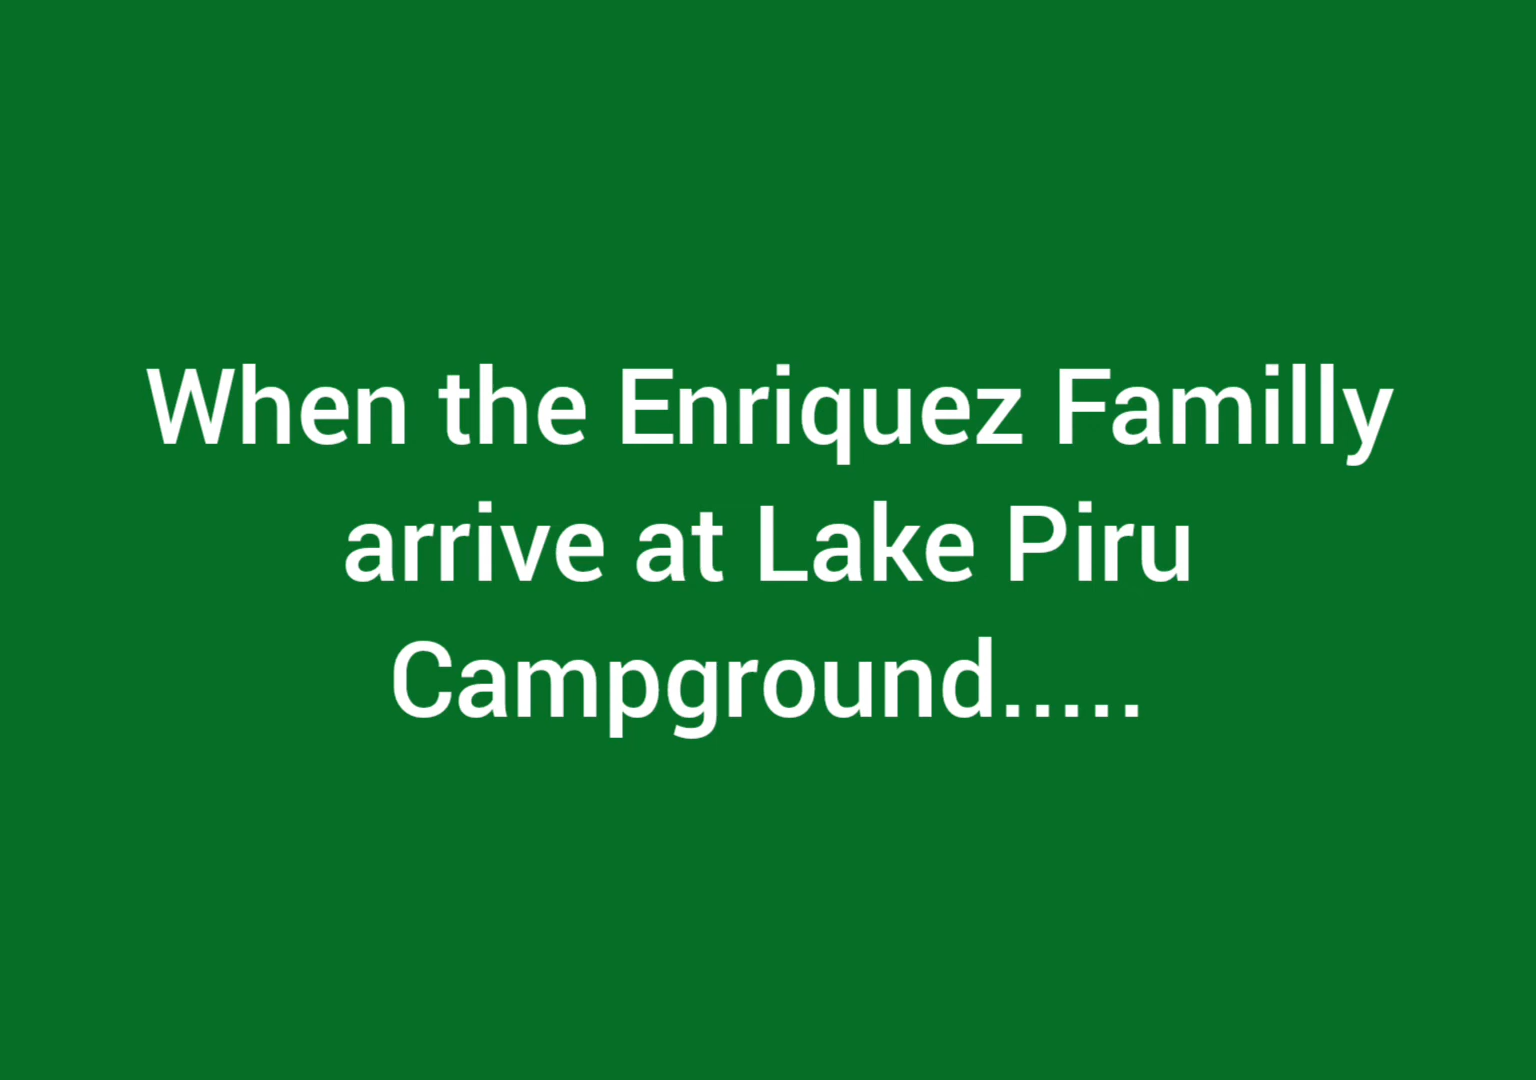 When the Enriquez Familly
arrive at Lake Piru
Campground.....